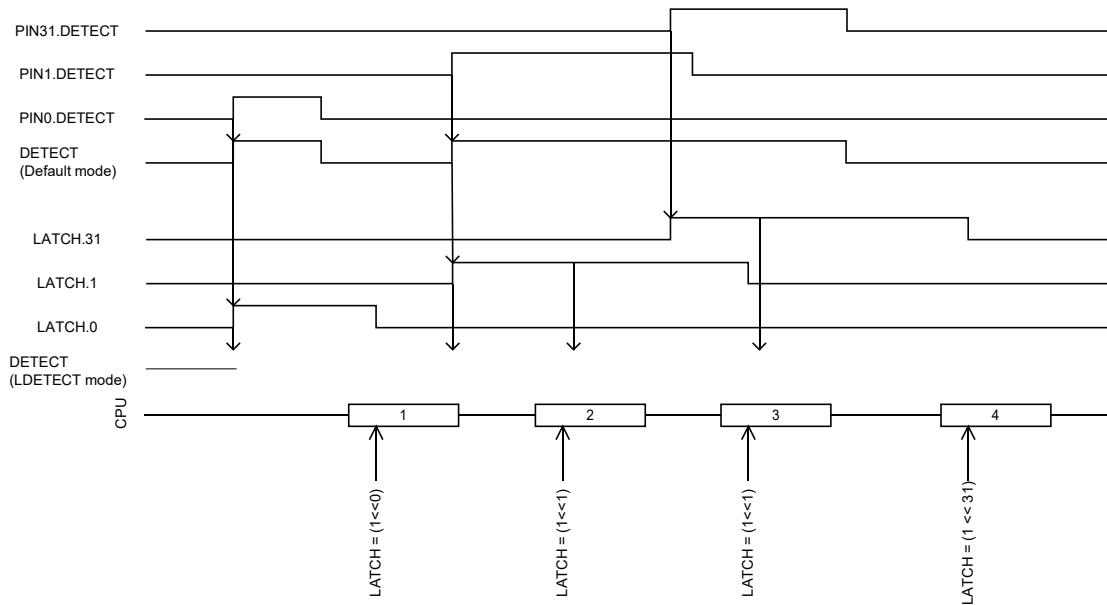 PIN31.DETECT
PIN1.DETECT
PIN0.DETECT
DETECT
(Default mode)
LATCH.31
LATCH.1
LATCH.0
DETECT
(LDETECT mode)
CPU
1
2
3
4
LATCH = (1<<0)
LATCH = (1<<1)
LATCH = (1<<1)
LATCH = (1 << 31)